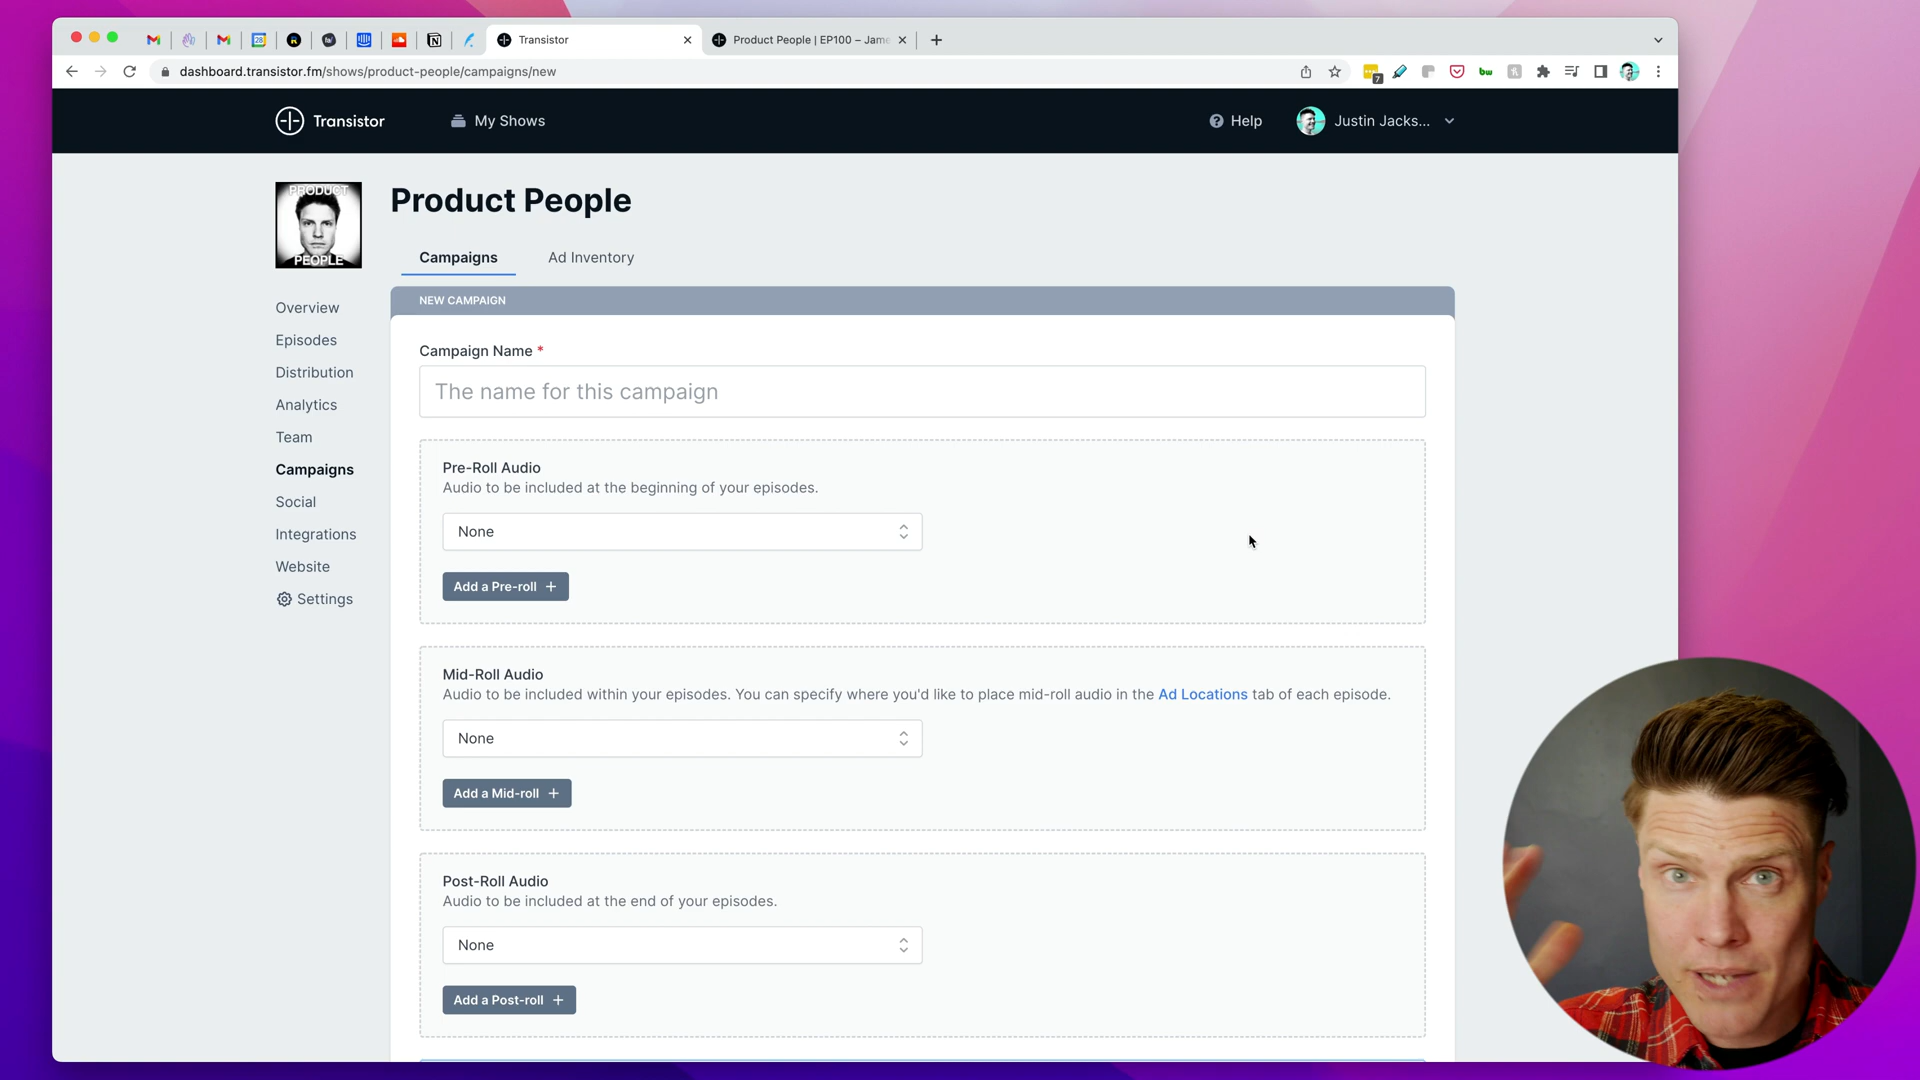 Transistor
Product People | EP100 – Jame
dashboard.transistor.fm/shows/product-people/campaigns/new
7
bw
28
fa/
Transistor
My Shows
Help
Justin Jacks...
PRODUCT
PEOPLE
Product People
Campaigns
Ad Inventory
Overview
Episodes
Distribution
Analytics
Team
Campaigns
Social
Integrations
Website
Settings
NEW CAMPAIGN
Campaign Name *
The name for this campaign
Pre-Roll Audio
Audio to be included at the beginning of your episodes.
None
Add a Pre-roll +
Mid-Roll Audio
Audio to be included within your episodes. You can specify where you'd like to place mid-roll audio in the Ad Locations tab of each episode.
None
Add a Mid-roll +
Post-Roll Audio
Audio to be included at the end of your episodes.
None
Add a Post-roll +